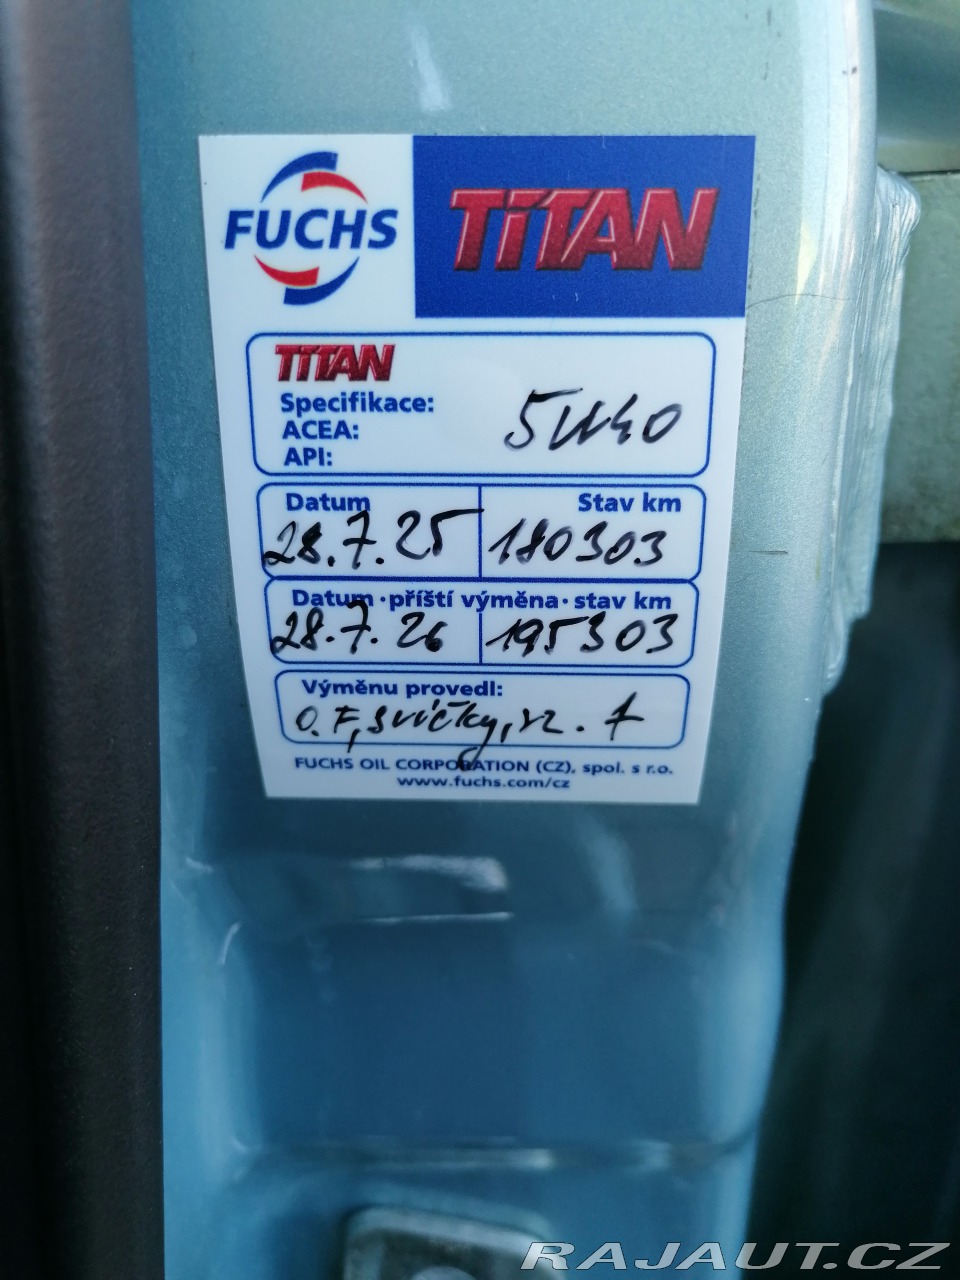 FUCHS TITAN
TITAN
Specifikace:
ACEA: 5W40
API:
Datum Stav km
28.7.25 180303
Datum · příští výměna · stav km
28.7.26 195303
Výměnu provedl:
O.F, svíčky, vz. f
FUCHS OIL CORPORATION (CZ), spol. s r.o.
www.fuchs.com/cz
RAJAUT.CZ